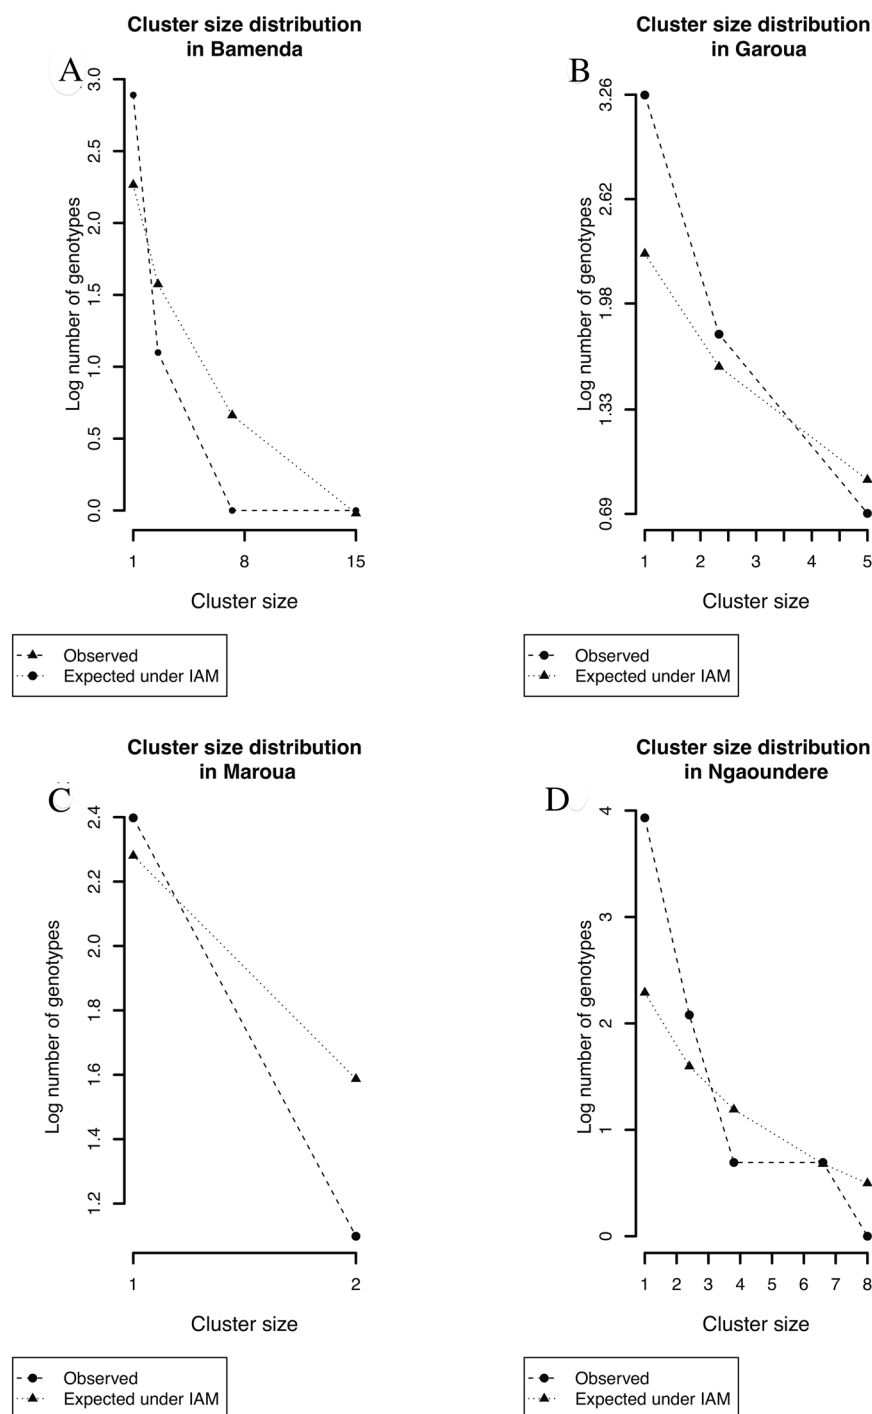 Cluster size distribution
in Bamenda
A
3.0
2.5
2.0
1.5
1.0
0.5
0.0
Log number of genotypes
1
8
15
Cluster size
Observed
Expected under IAM
Cluster size distribution
in Garoua
B
3.26
2.62
1.98
1.33
0.69
Log number of genotypes
1
2
3
4
5
Cluster size
Observed
Expected under IAM
Cluster size distribution
in Maroua
C
2.4
2.2
2.0
1.8
1.6
1.4
1.2
Log number of genotypes
1
2
Cluster size
Observed
Expected under IAM
Cluster size distribution
in Ngaoundere
D
4
3
2
1
0
Log number of genotypes
1
2
3
4
5
6
7
8
Cluster size
Observed
Expected under IAM